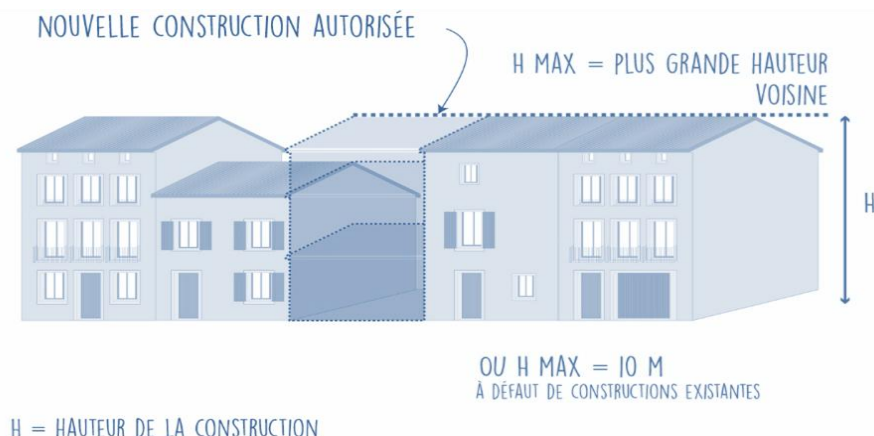 NOUVELLE CONSTRUCTION AUTORISÉE
H MAX = PLUS GRANDE HAUTEUR
VOISINE
H
OU H MAX = 10 M
À DÉFAUT DE CONSTRUCTIONS EXISTANTES
H = HAUTEUR DE LA CONSTRUCTION